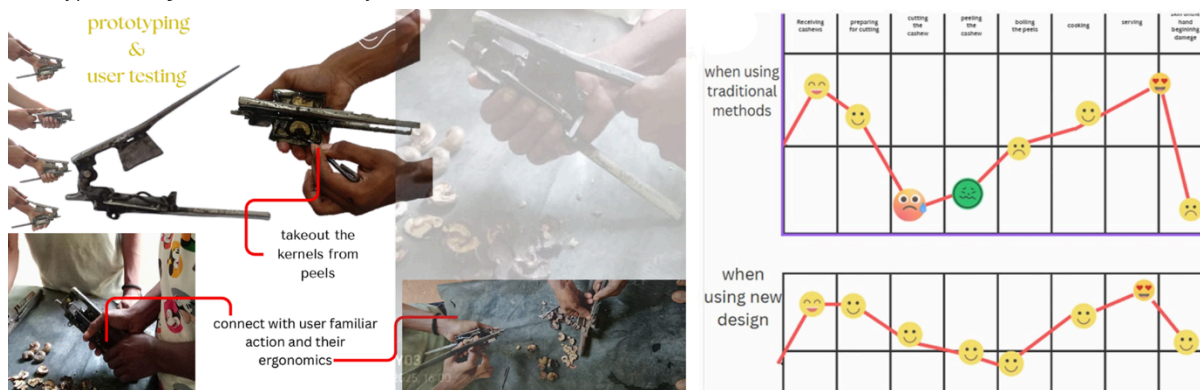 prototyping
&
user testing
takeout the
kernels from
peels
connect with user familiar
action and their
ergonomics
Receiving
cashews
preparing
for cutting
cutting
the
cashew
peeling
the
cashew
boiling
the peels
cooking
serving
hand
begining
damege
when using
traditional
methods
when
using new
design